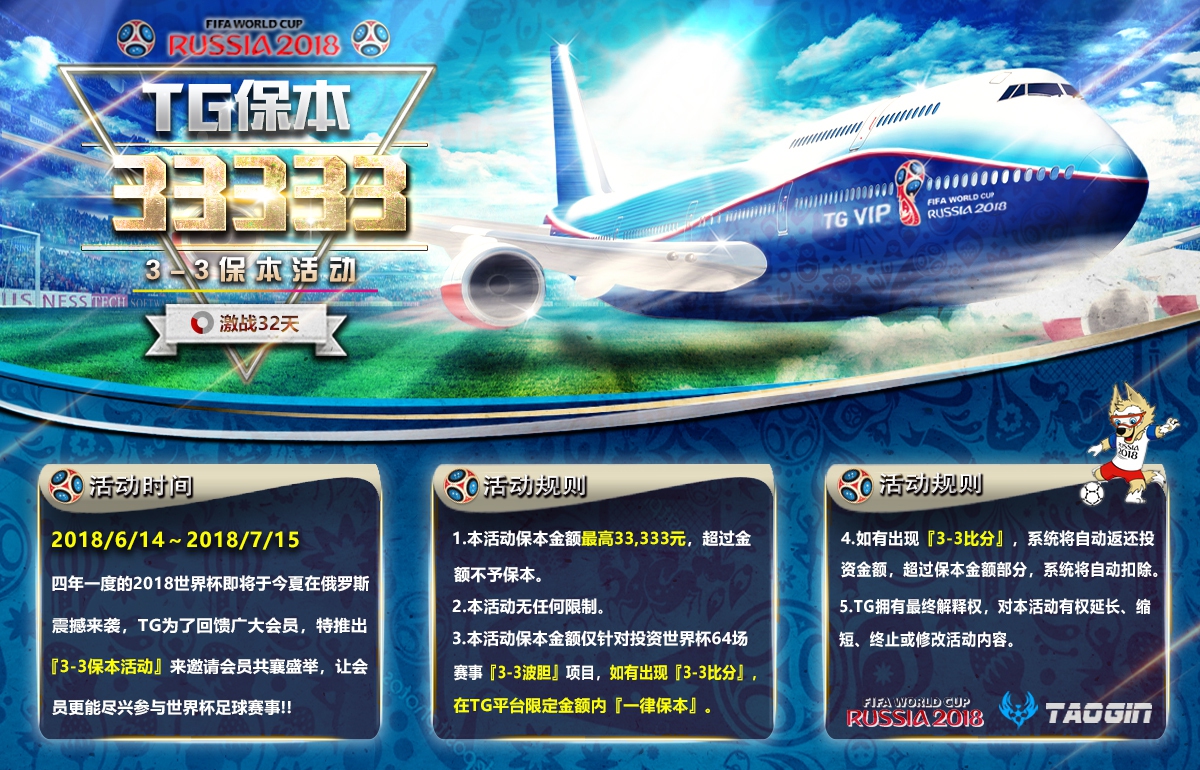 FIFA WORLD CUP
RUSSIA 2018
TG保本
33333
3-3保本活动
激战32天
TG VIP
FIFA WORLD CUP
RUSSIA 2018
US NESS TECH SOFTW
RUSSIA
2018
活动时间
2018/6/14～2018/7/15
四年一度的2018世界杯即将于今夏在俄罗斯
震撼来袭，TG为了回馈广大会员，特推出
『3-3保本活动』来邀请会员共襄盛举，让会
员更能尽兴参与世界杯足球赛事!!
活动规则
1.本活动保本金额最高33,333元，超过金
额不予保本。
2.本活动无任何限制。
3.本活动保本金额仅针对投资世界杯64场
赛事『3-3波胆』项目，如有出现『3-3比分』，
在TG平台限定金额内『一律保本』。
活动规则
4.如有出现『3-3比分』，系统将自动返还投
资金额，超过保本金额部分，系统将自动扣除。
5.TG拥有最终解释权，对本活动有权延长、缩
短、终止或修改活动内容。
FIFA WORLD CUP
RUSSIA 2018
TAOGIN